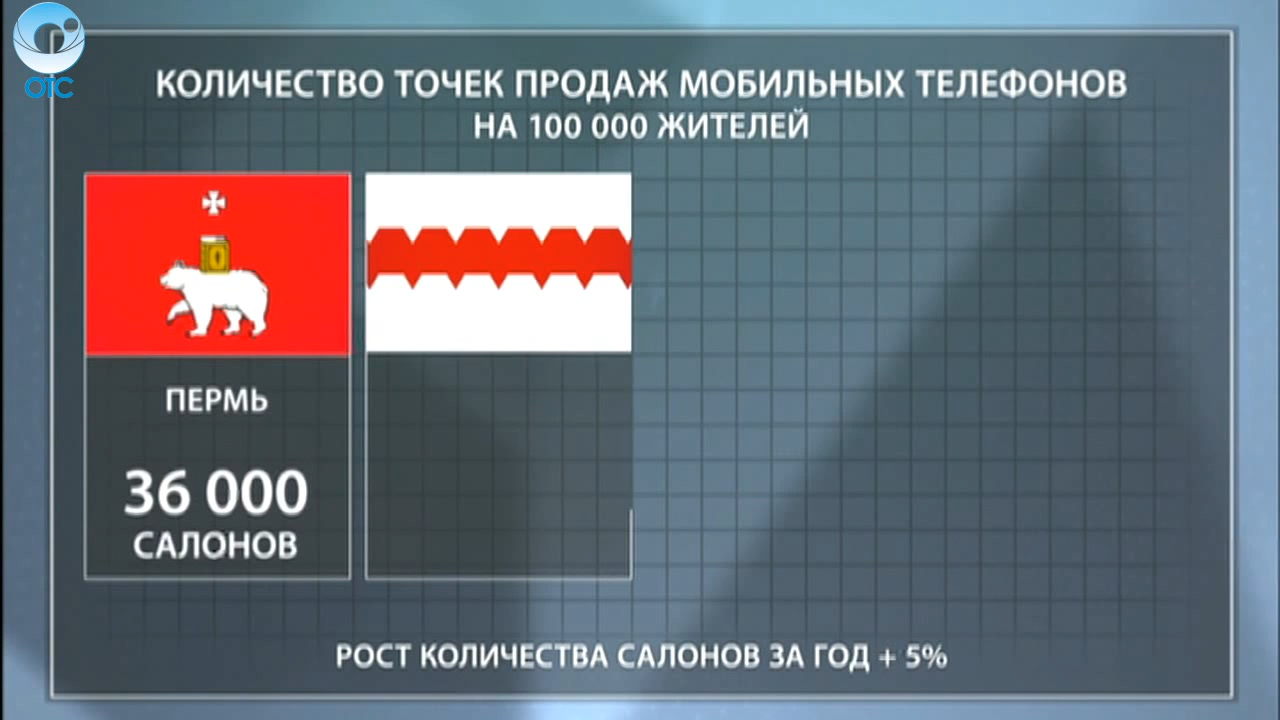 ОТС
КОЛИЧЕСТВО ТОЧЕК ПРОДАЖ МОБИЛЬНЫХ ТЕЛЕФОНОВ
НА 100 000 ЖИТЕЛЕЙ
ПЕРМЬ
36 000
САЛОНОВ
РОСТ КОЛИЧЕСТВА САЛОНОВ ЗА ГОД + 5%